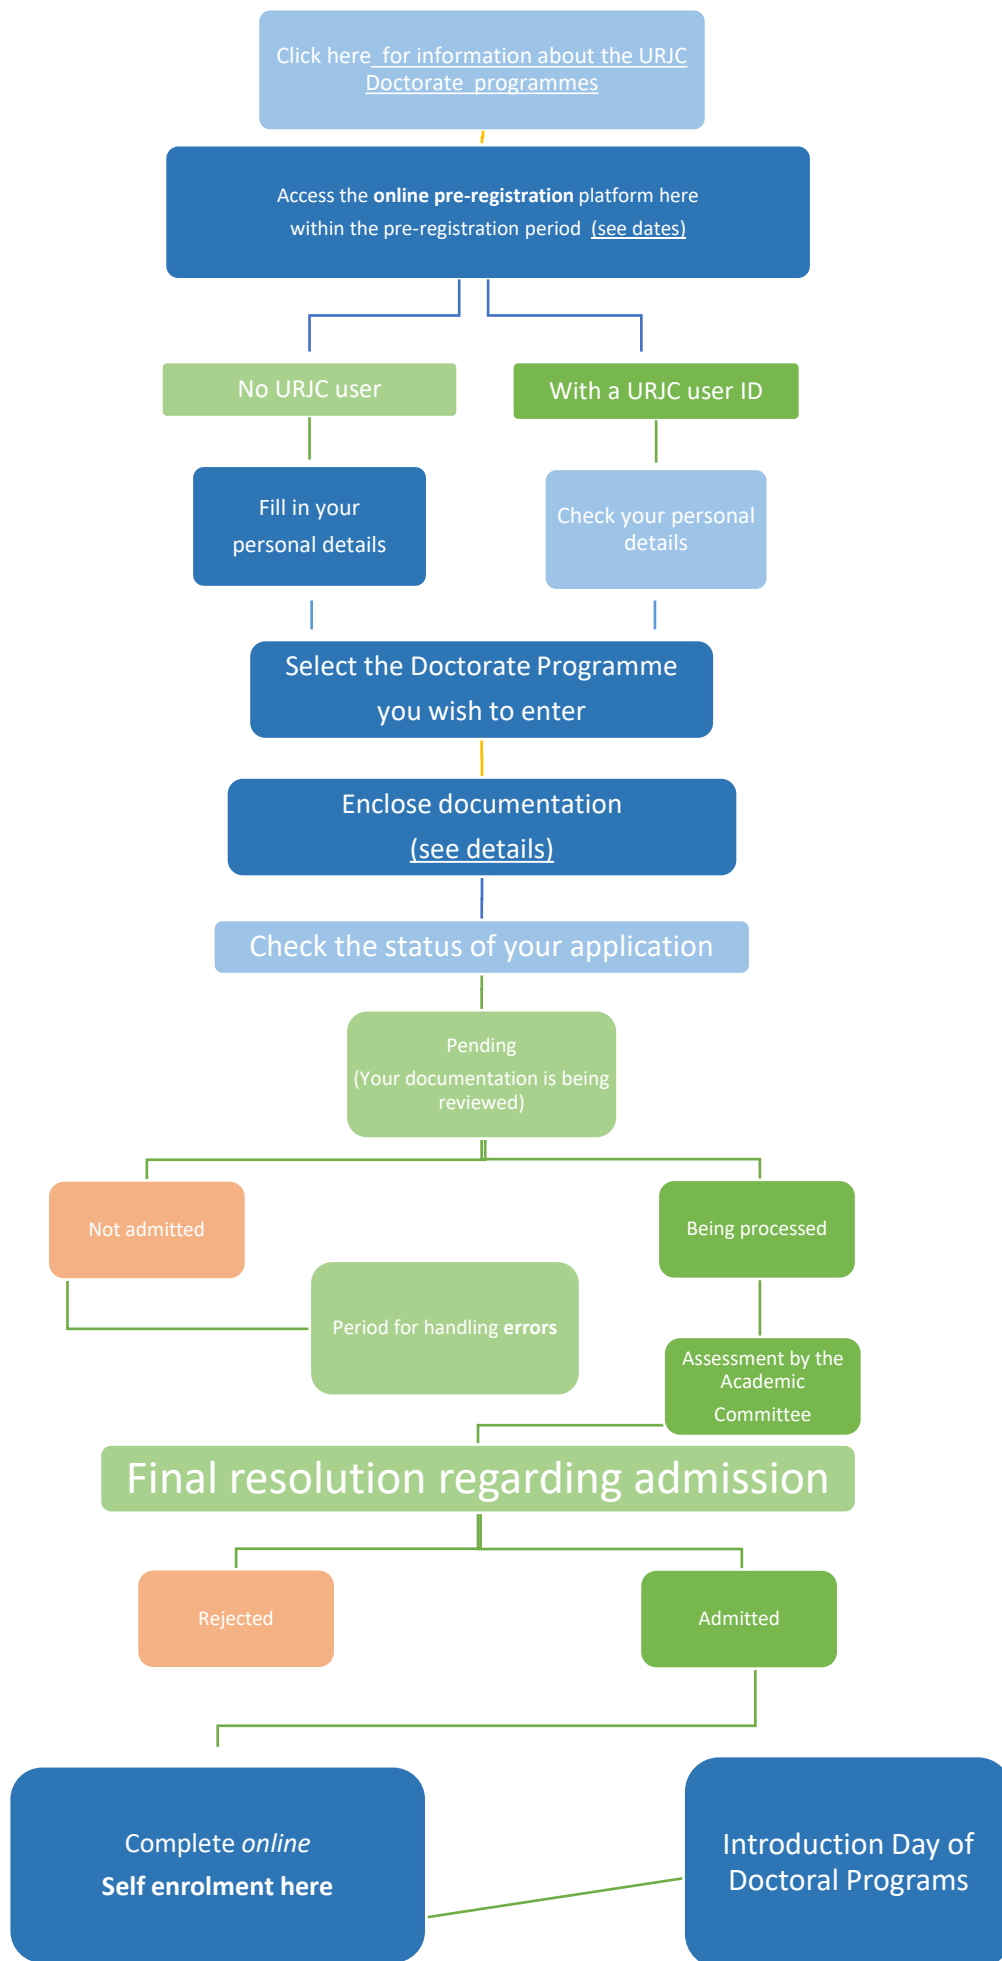 Click here for information about the URJC
Doctorate programmes
Access the online pre-registration platform here
within the pre-registration period (see dates)
No URJC user
With a URJC user ID
Fill in your
personal details
Check your personal
details
Select the Doctorate Programme
you wish to enter
Enclose documentation
(see details)
Check the status of your application
Pending
(Your documentation is being
reviewed)
Not admitted
Being processed
Period for handling errors
Assessment by the
Academic
Committee
Final resolution regarding admission
Rejected
Admitted
Complete online
Self enrolment here
Introduction Day of
Doctoral Programs